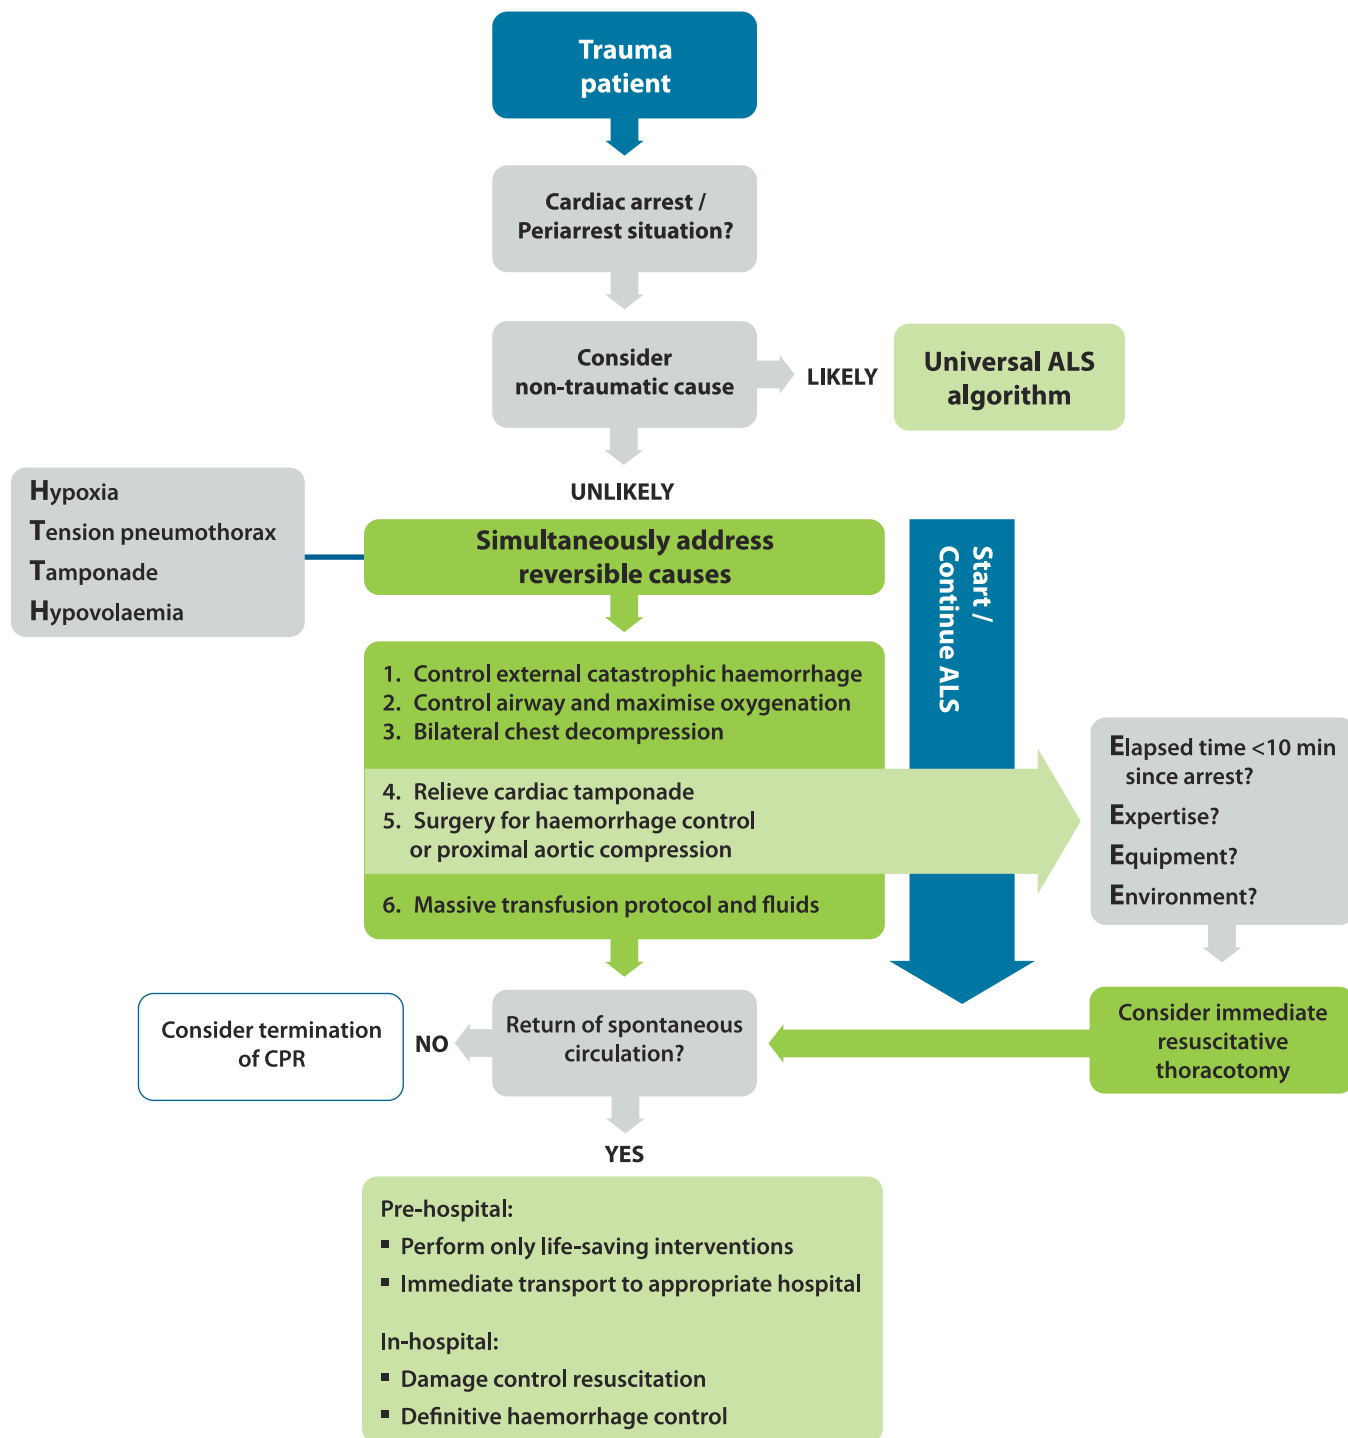 Trauma
patient
Cardiac arrest /
Periarrest situation?
Consider
non-traumatic cause
LIKELY
Universal ALS
algorithm
UNLIKELY
Hypoxia
Tension pneumothorax
Tamponade
Hypovolaemia
Simultaneously address
reversible causes
Start /
Continue ALS
1. Control external catastrophic haemorrhage
2. Control airway and maximise oxygenation
3. Bilateral chest decompression
4. Relieve cardiac tamponade
5. Surgery for haemorrhage control
or proximal aortic compression
6. Massive transfusion protocol and fluids
Elapsed time <10 min
since arrest?
Expertise?
Equipment?
Environment?
Consider immediate
resuscitative
thoracotomy
Return of spontaneous
circulation?
NO
Consider termination
of CPR
YES
Pre-hospital:
▪ Perform only life-saving interventions
▪ Immediate transport to appropriate hospital
In-hospital:
▪ Damage control resuscitation
▪ Definitive haemorrhage control